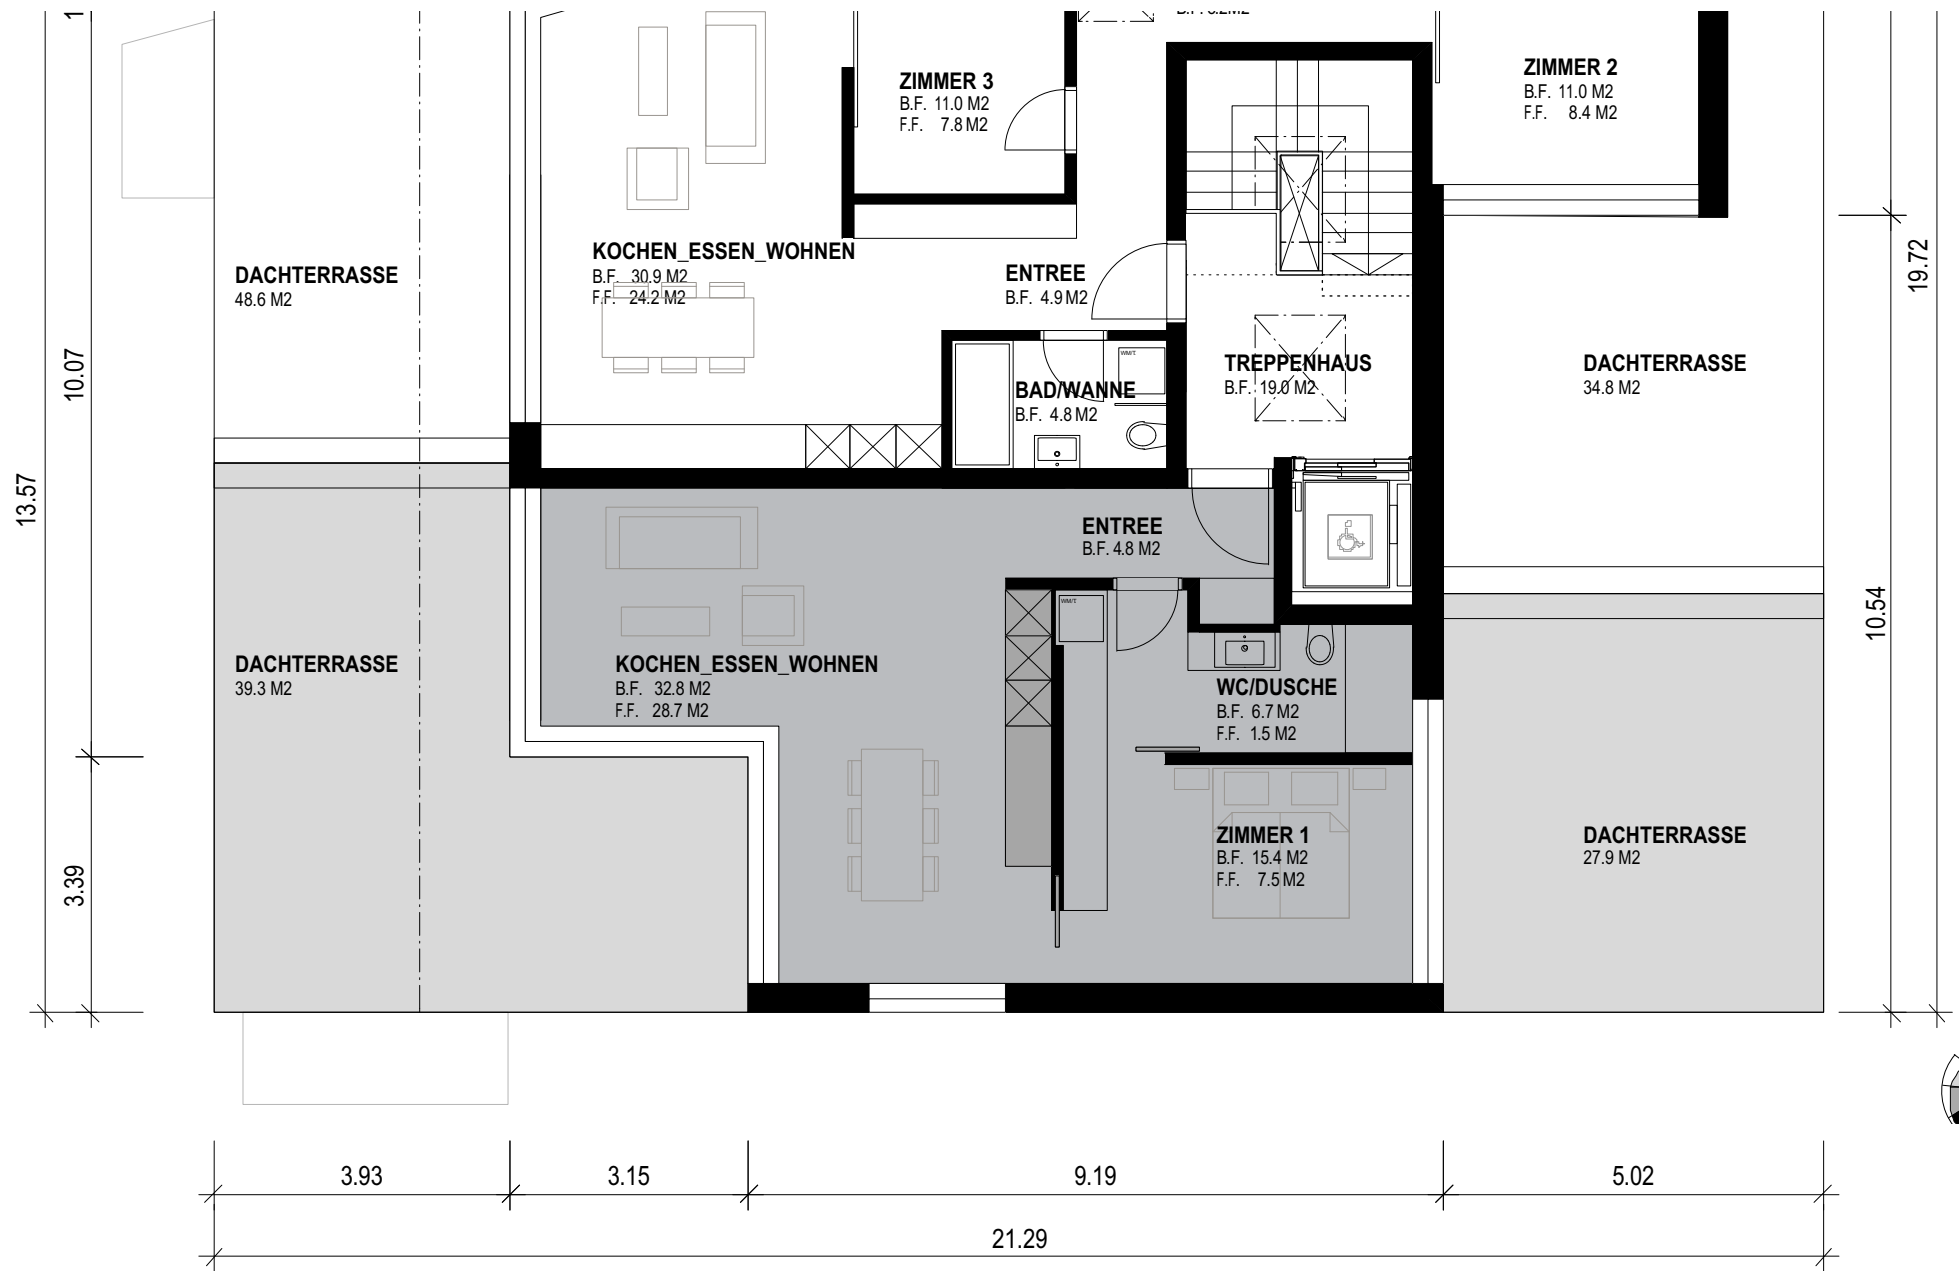 B.F. 8.2M2
ZIMMER 3
B.F. 11.0 M2
F.F. 7.8 M2
ZIMMER 2
B.F. 11.0 M2
F.F. 8.4 M2
KOCHEN_ESSEN_WOHNEN
B.F. 30.9 M2
F.F. 24.2 M2
DACHTERRASSE
48.6 M2
ENTREE
B.F. 4.9 M2
19.72
WM/T.
BAD/WANNE
B.F. 4.8 M2
TREPPENHAUS
B.F. 19.0 M2
DACHTERRASSE
34.8 M2
10.07
13.57
ENTREE
B.F. 4.8 M2
WM/T.
10.54
DACHTERRASSE
39.3 M2
KOCHEN_ESSEN_WOHNEN
B.F. 32.8 M2
F.F. 28.7 M2
WC/DUSCHE
B.F. 6.7 M2
F.F. 1.5 M2
ZIMMER 1
B.F. 15.4 M2
F.F. 7.5 M2
DACHTERRASSE
27.9 M2
3.39
3.93
3.15
9.19
5.02
21.29